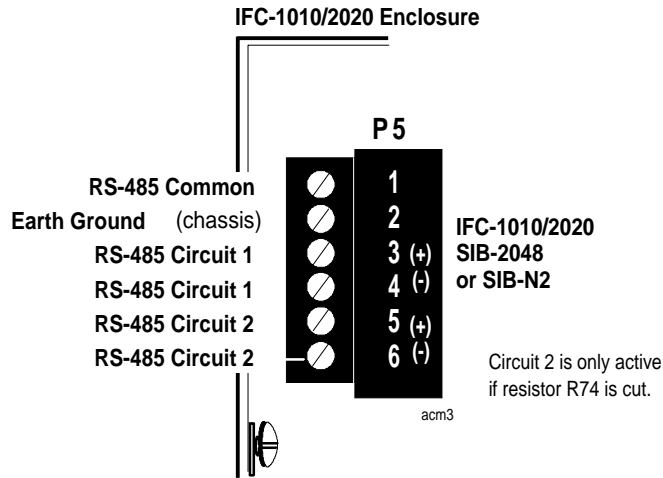 IFC-1010/2020 Enclosure
P5
RS-485 Common 1
Earth Ground (chassis) 2
RS-485 Circuit 1 3 (+)
RS-485 Circuit 1 4 (-)
RS-485 Circuit 2 5 (+)
RS-485 Circuit 2 6 (-)
IFC-1010/2020
SIB-2048
or SIB-N2
Circuit 2 is only active
if resistor R74 is cut.
acm3